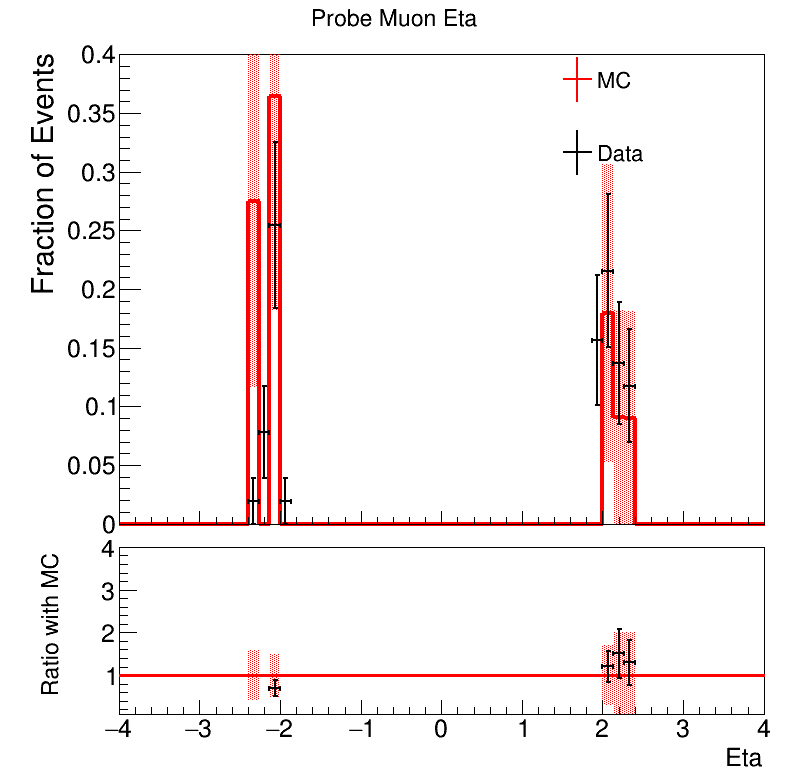 Probe Muon Eta
Fraction of Events
0.4
0.35
0.3
0.25
0.2
0.15
0.1
0.05
0
MC
Data
Ratio with MC
4
3
2
1
−4 −3 −2 −1 0 1 2 3 4
Eta